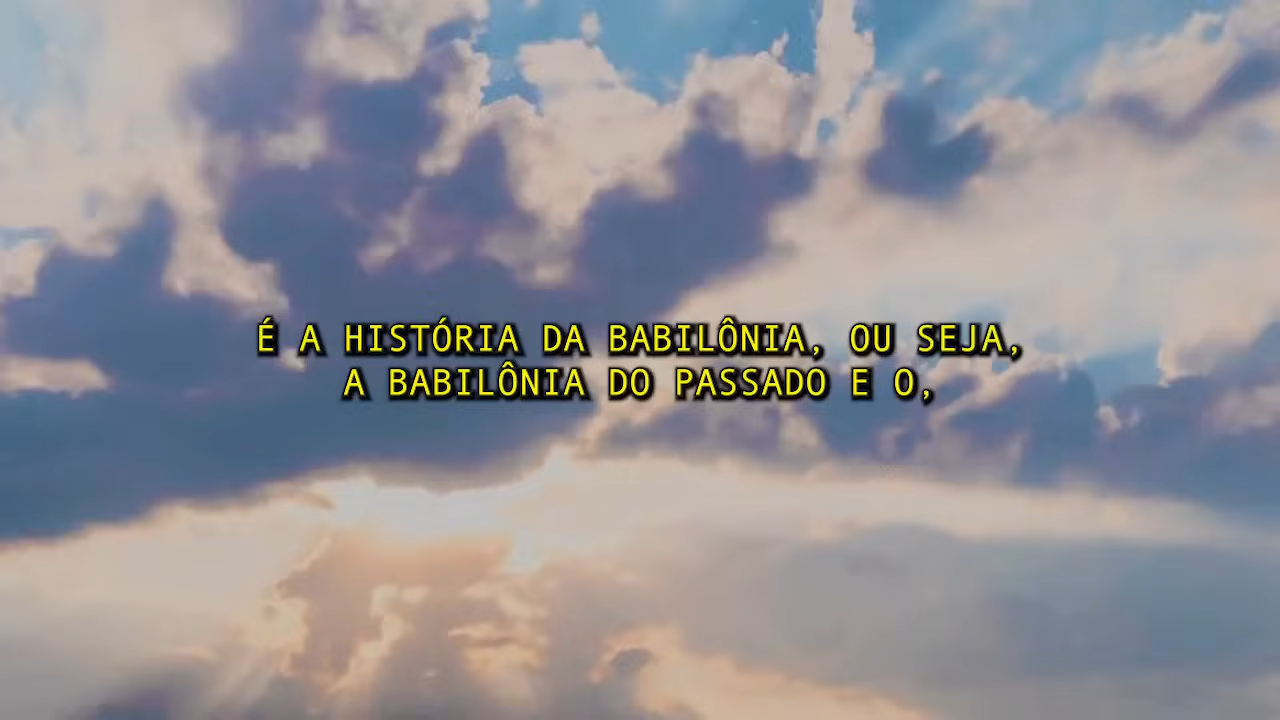 É A HISTÓRIA DA BABILÔNIA, OU SEJA,
A BABILÔNIA DO PASSADO E O,